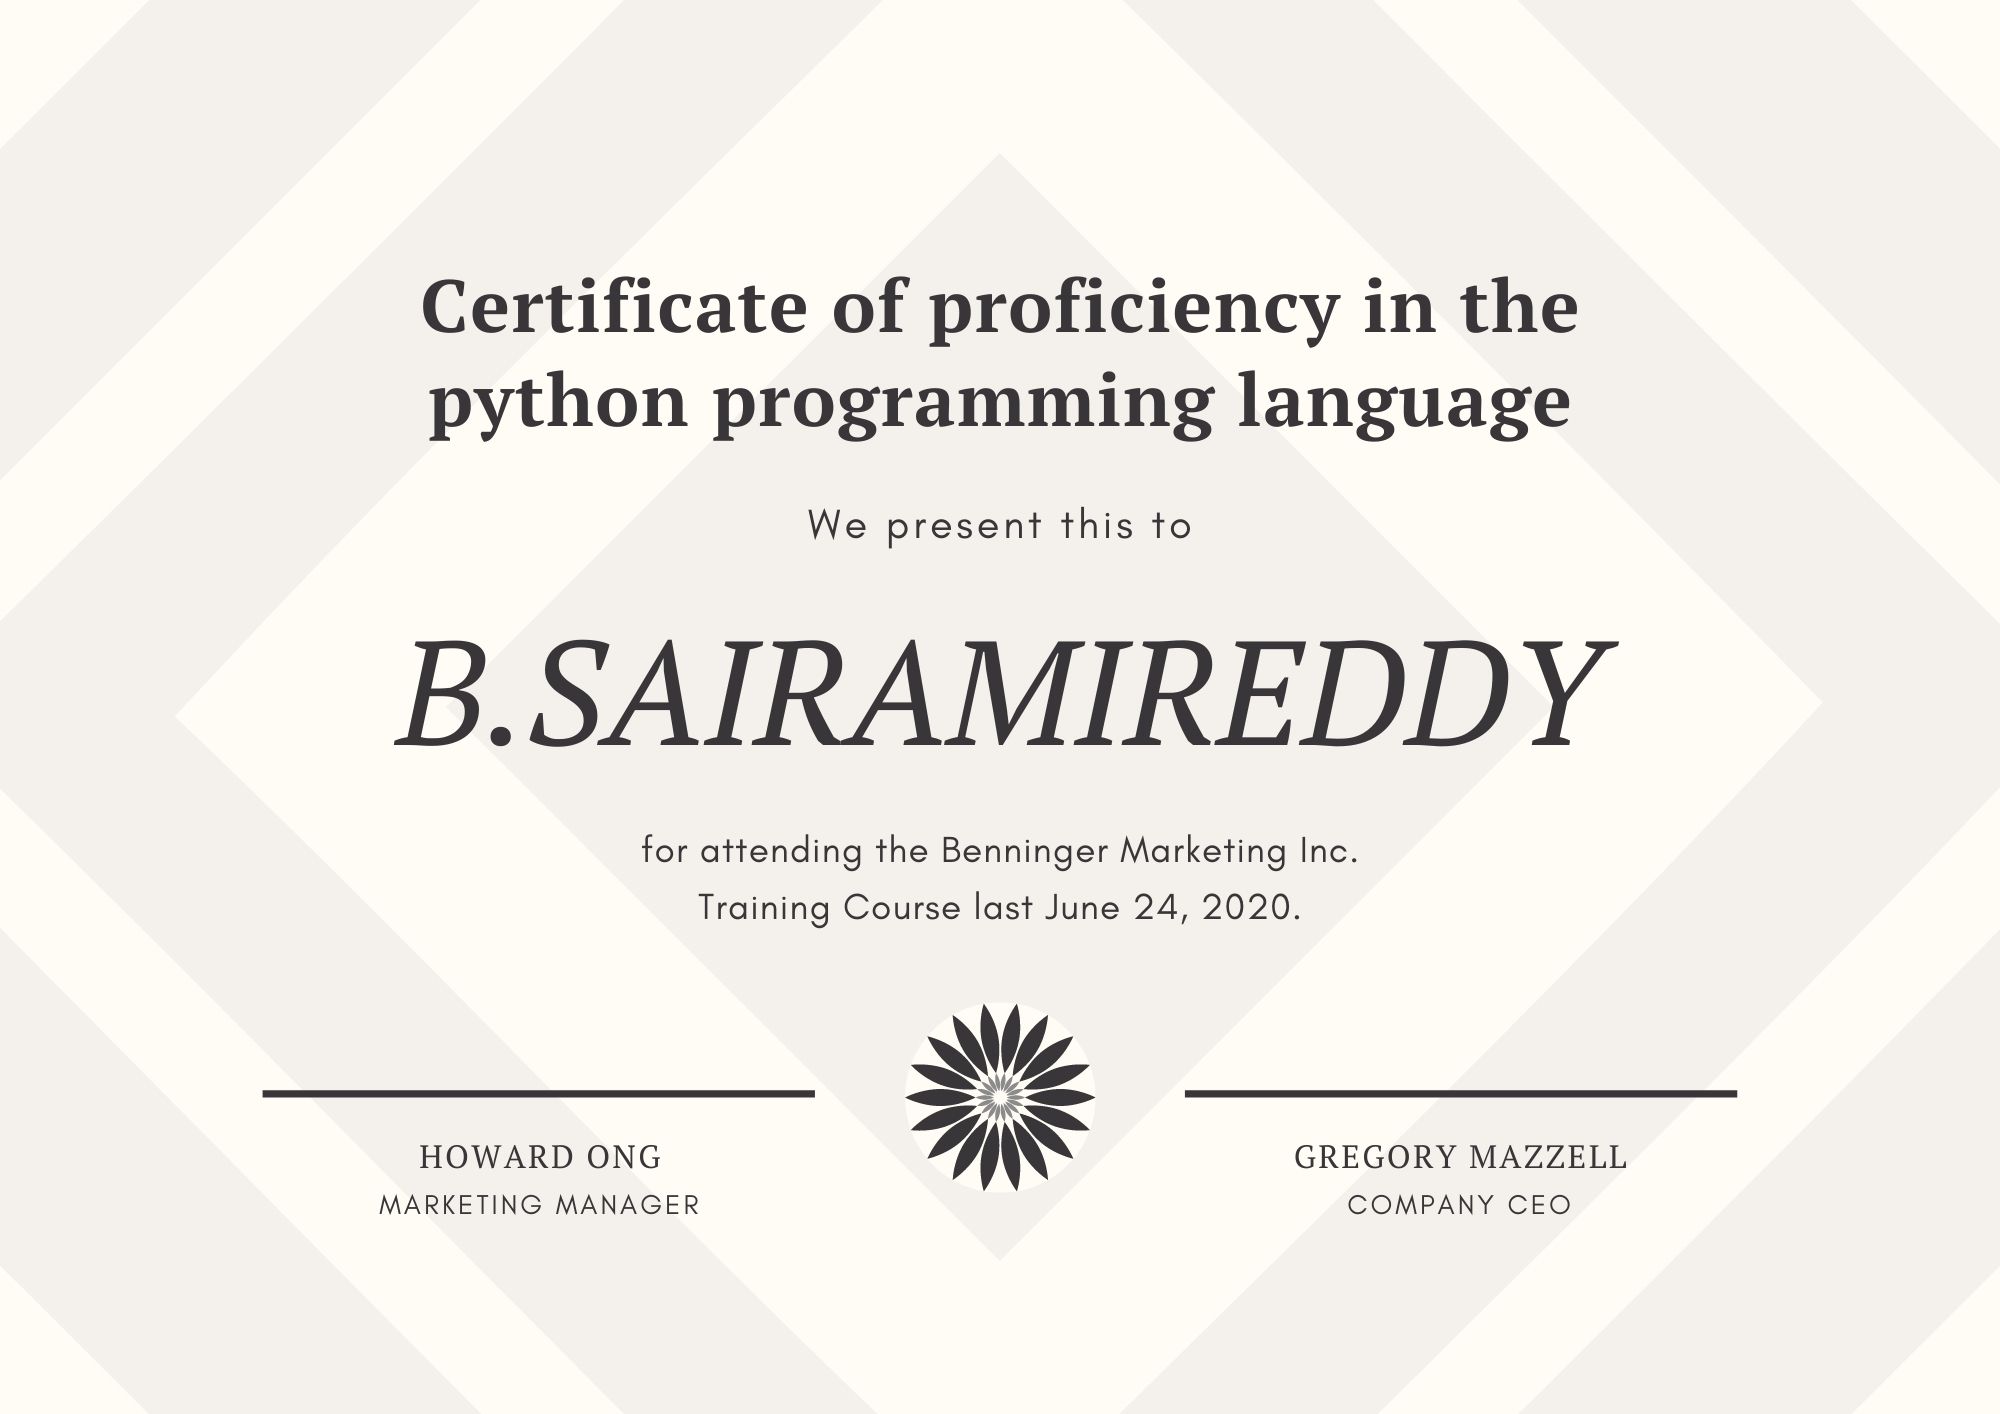 Certificate of proficiency in the
python programming language
We present this to
B.SAIRAMIREDDY
for attending the Benninger Marketing Inc.
Training Course last June 24, 2020.
HOWARD ONG
MARKETING MANAGER
GREGORY MAZZELL
COMPANY CEO